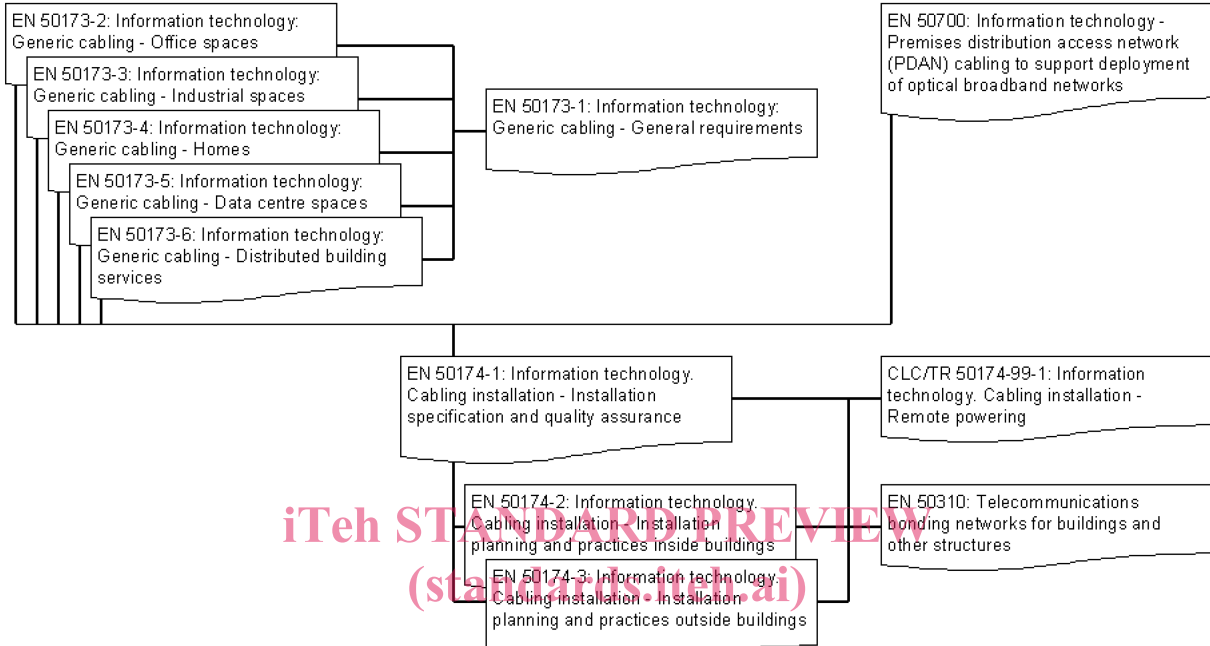 EN 50173-2: Information technology:
Generic cabling - Office spaces
EN 50173-3: Information technology:
Generic cabling - Industrial spaces
EN 50173-4: Information technology:
Generic cabling - Homes
EN 50173-5: Information technology:
Generic cabling - Data centre spaces
EN 50173-6: Information technology:
Generic cabling - Distributed building
services
EN 50173-1: Information technology:
Generic cabling - General requirements
EN 50700: Information technology -
Premises distribution access network
(PDAN) cabling to support deployment
of optical broadband networks
EN 50174-1: Information technology.
Cabling installation - Installation
specification and quality assurance
CLC/TR 50174-99-1: Information
technology. Cabling installation -
Remote powering
EN 50174-2: Information technology.
Cabling installation - Installation
planning and practices inside buildings
EN 50174-3: Information technology.
Cabling installation - Installation
planning and practices outside buildings
EN 50310: Telecommunications
bonding networks for buildings and
other structures
iTeh STANDARD PREVIEW
(standards.iteh.ai)